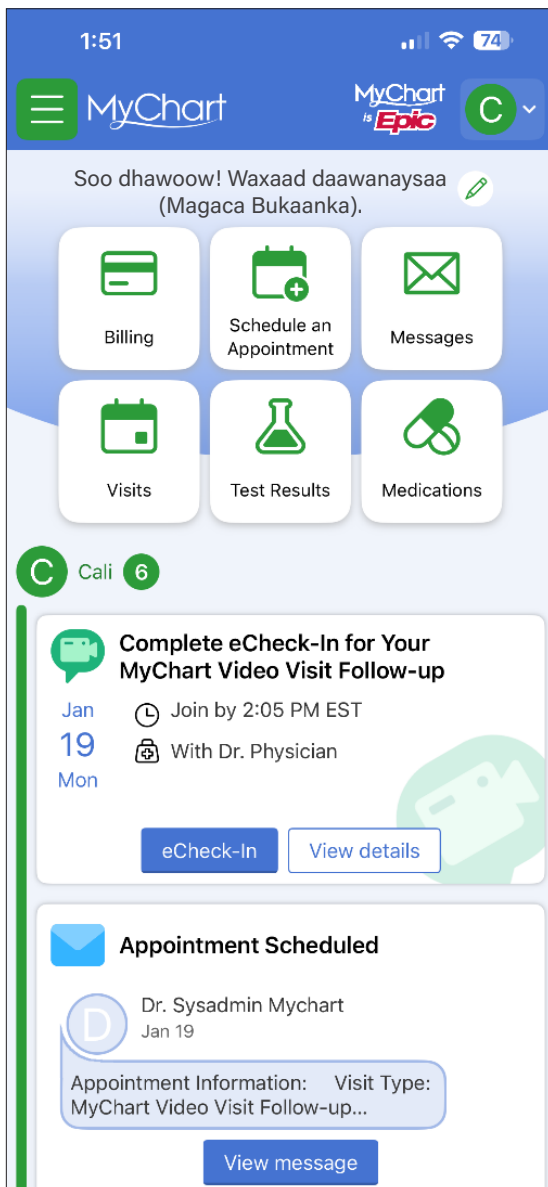 1:51
74
MyChart
MyChart
is Epic
C
Soo dhawoow! Waxaad daawanaysaa
(Magaca Bukaanka).
Billing
Schedule an
Appointment
Messages
Visits
Test Results
Medications
C Cali 6
Complete eCheck-In for Your
MyChart Video Visit Follow-up
Jan
19
Mon
Join by 2:05 PM EST
With Dr. Physician
eCheck-In
View details
Appointment Scheduled
D
Dr. Sysadmin Mychart
Jan 19
Appointment Information: Visit Type:
MyChart Video Visit Follow-up...
View message